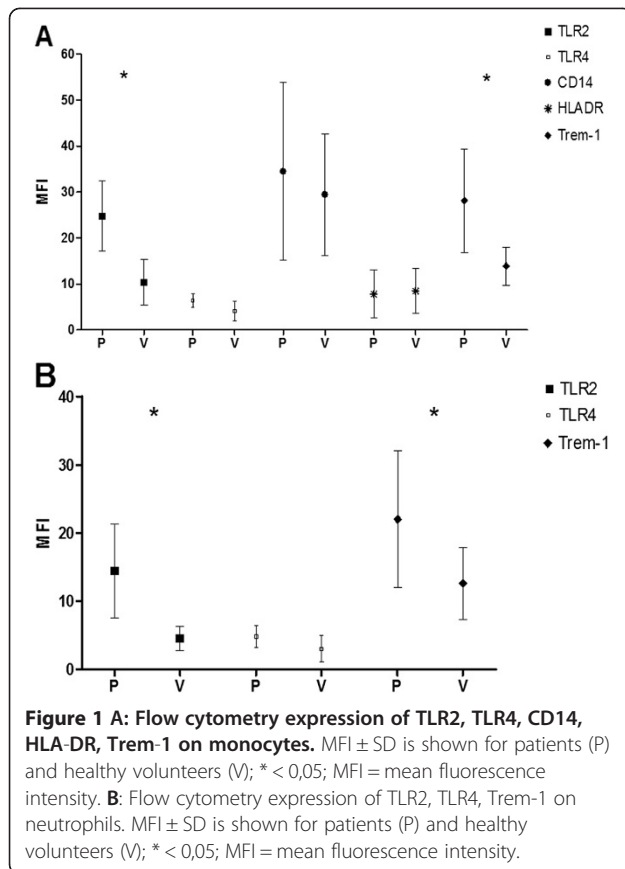 A
TLR2
TLR4
CD14
HLADR
Trem-1
*
*
60
50
40
30
20
10
0
MFI
P V P V P V P V P V
B
TLR2
TLR4
Trem-1
*
*
40
30
20
10
0
MFI
P V P V P V
Figure 1 A: Flow cytometry expression of TLR2, TLR4, CD14,
HLA-DR, Trem-1 on monocytes. MFI ± SD is shown for patients (P)
and healthy volunteers (V); * < 0,05; MFI = mean fluorescence
intensity. B: Flow cytometry expression of TLR2, TLR4, Trem-1 on
neutrophils. MFI ± SD is shown for patients (P) and healthy
volunteers (V); * < 0,05; MFI = mean fluorescence intensity.